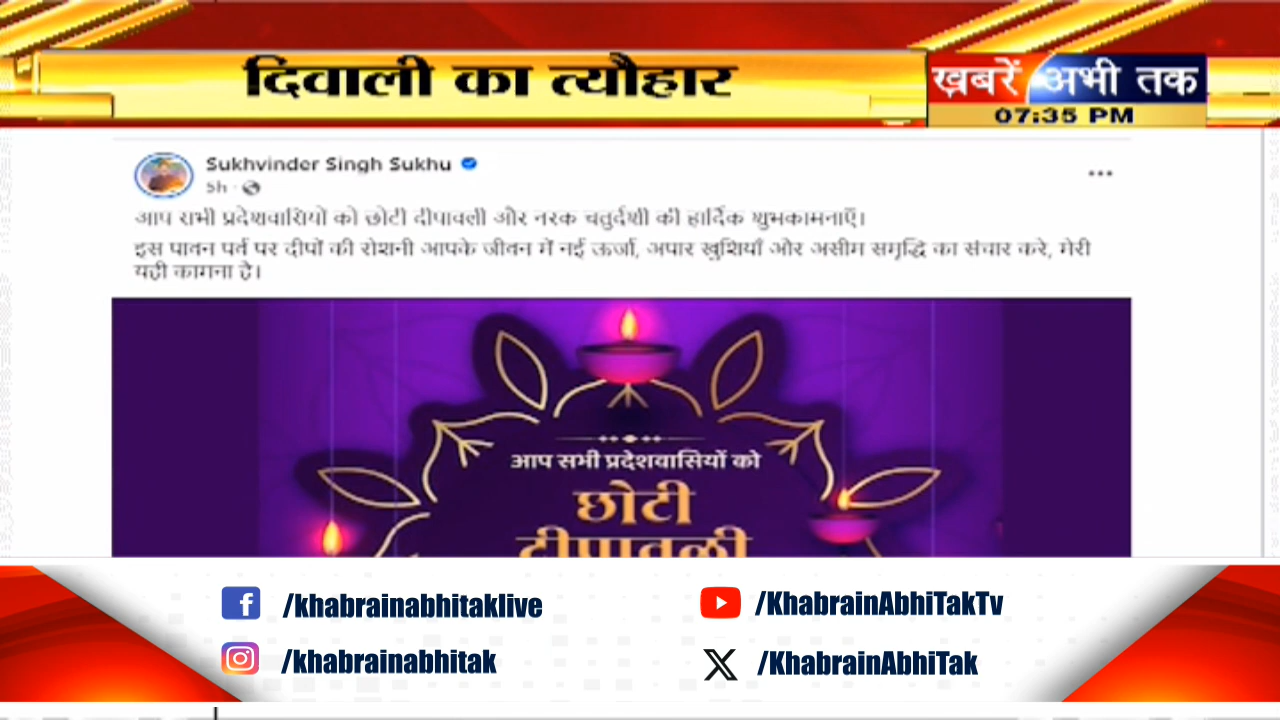 दिवाली का त्यौहार
ख़बरें अभी तक
07:35 PM
Sukhvinder Singh Sukhu
5h
आप सभी प्रदेशवासियों को छोटी दीपावली और नरक चतुर्दशी की हार्दिक शुभकामनाएँ।
इस पावन पर्व पर दीपों की रोशनी आपके जीवन में नई ऊर्जा, अपार खुशियाँ और असीम समृद्धि का संचार करे, मेरी
यही कामना है।
आप सभी प्रदेशवासियों को
छोटी
दीपावली
/khabrainabhitaklive
/KhabrainAbhiTakTv
/khabrainabhitak
/KhabrainAbhiTak